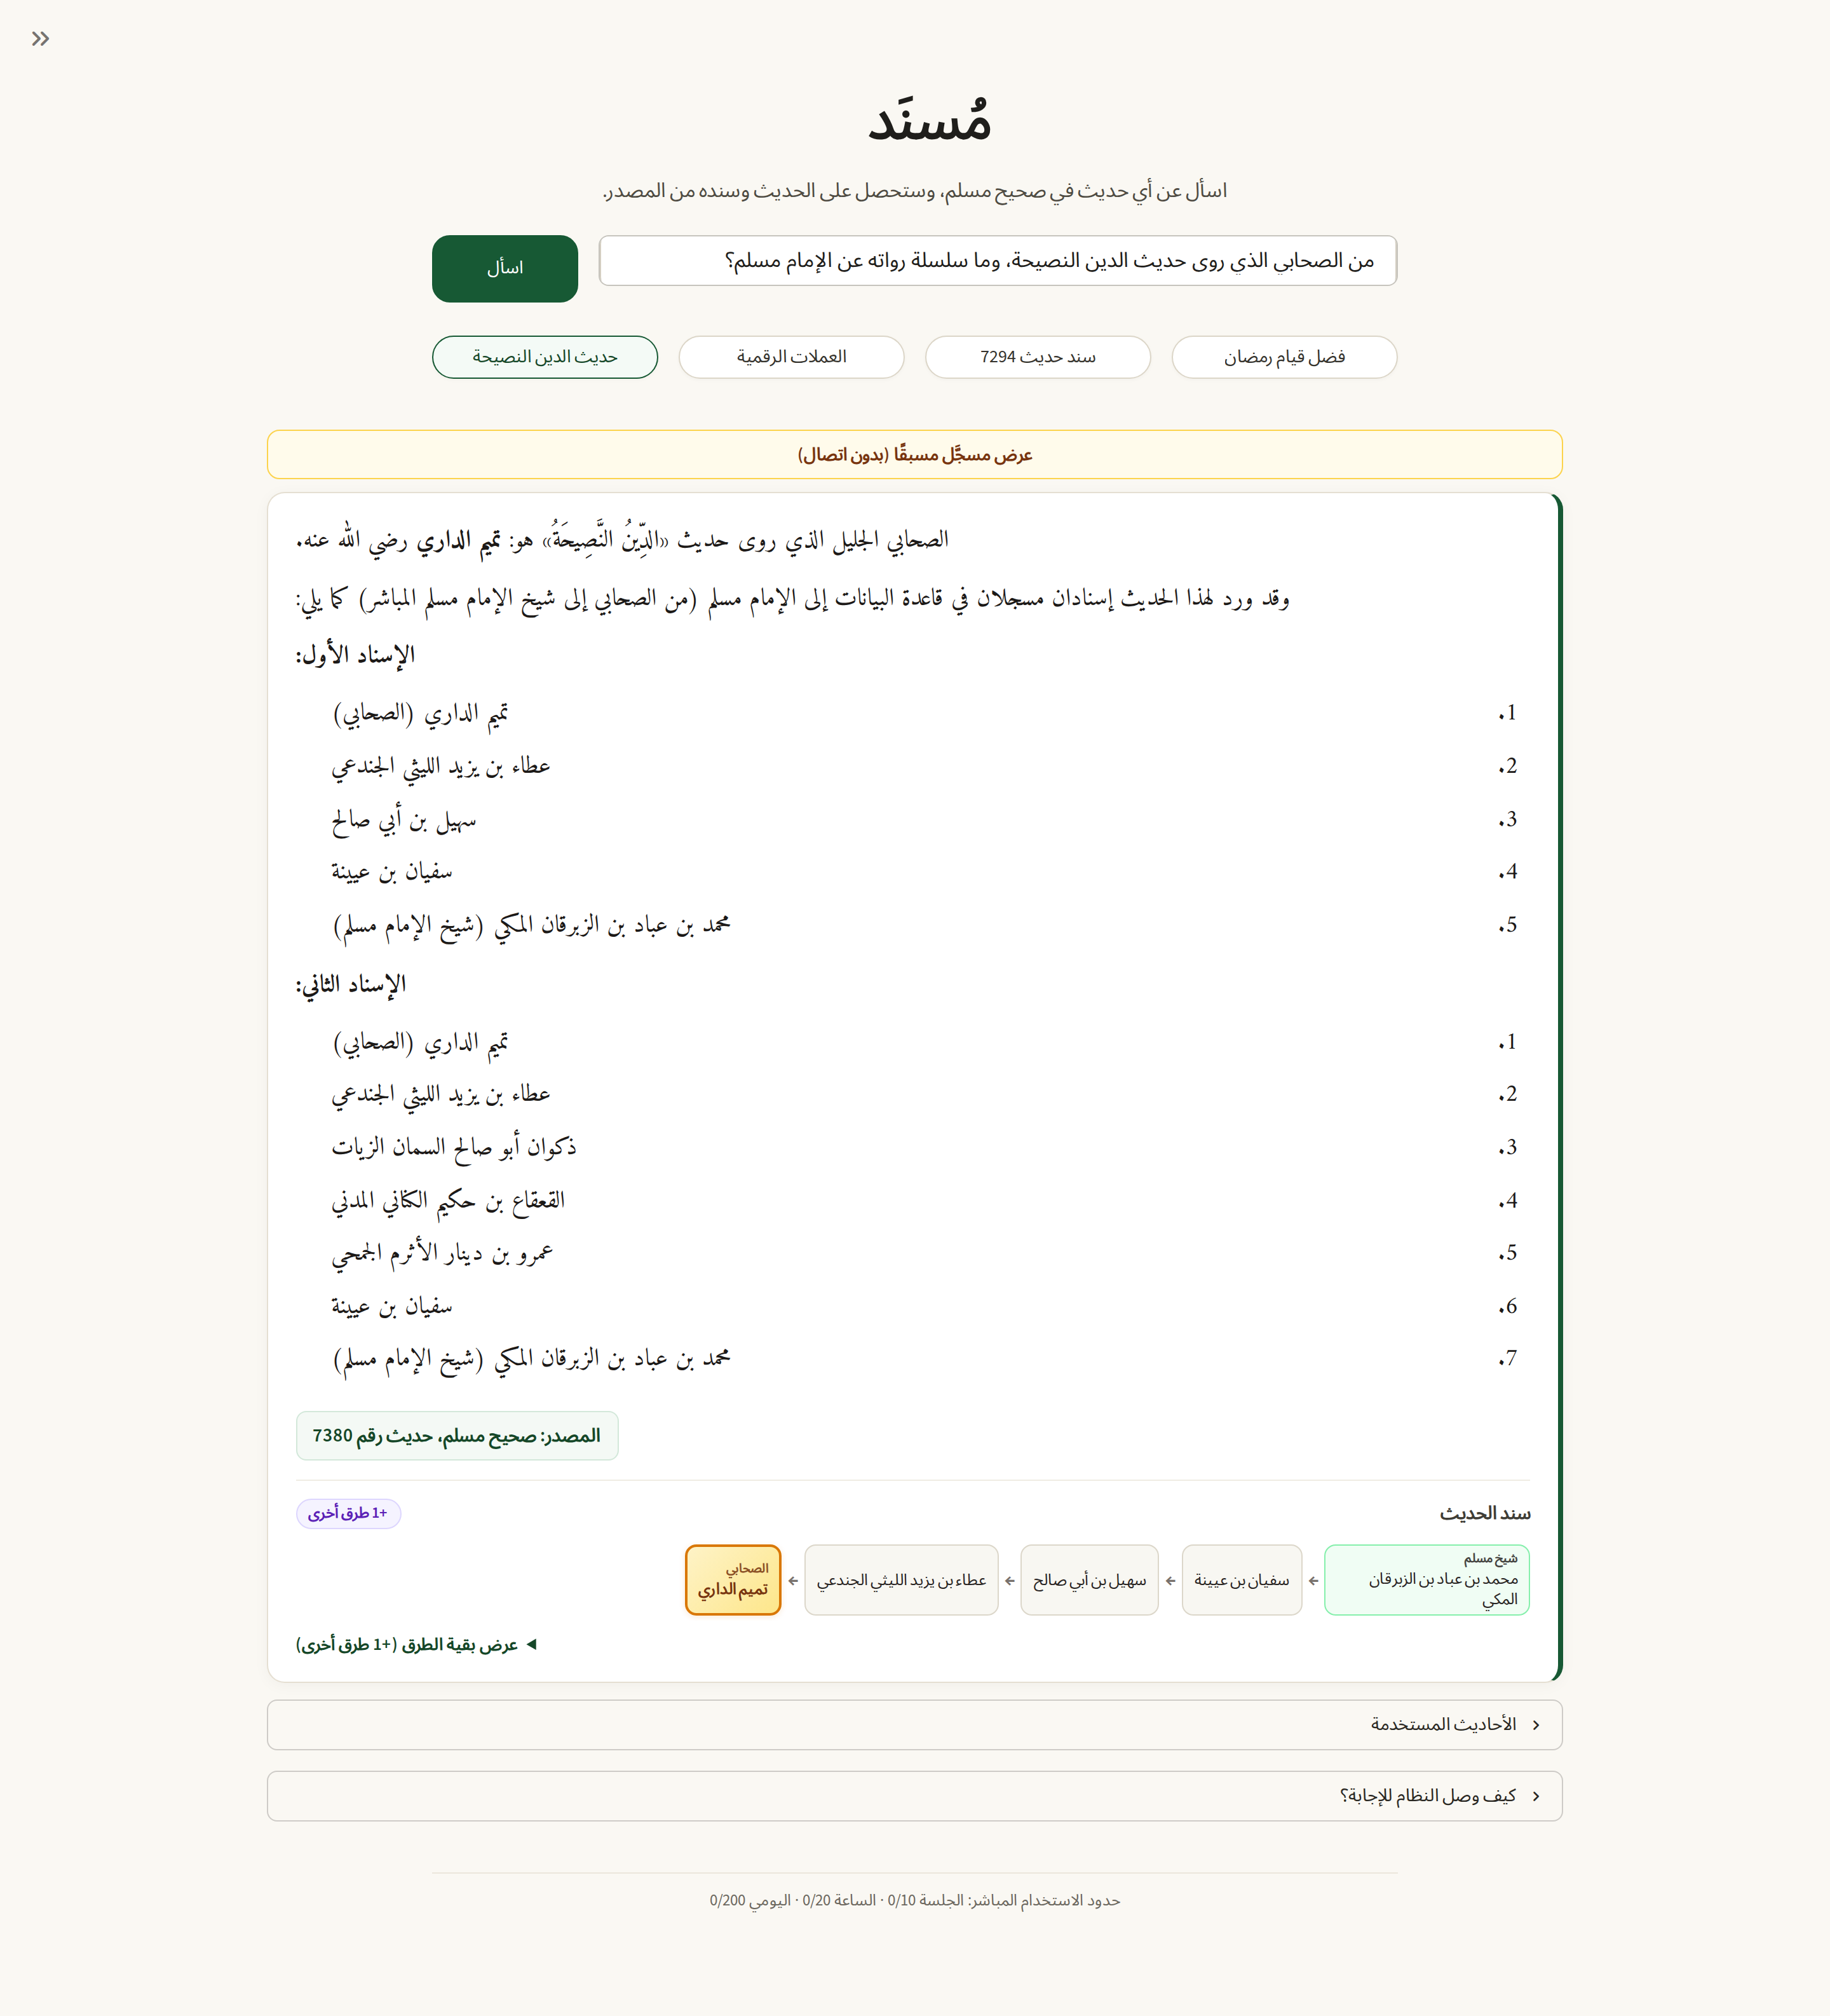 مُسنَد
اسأل عن أي حديث في صحيح مسلم، وستحصل على الحديث وسنده من المصدر.
من الصحابي الذي روى حديث الدين النصيحة، وما سلسلة رواته عن الإمام مسلم؟
اسأل
فضل قيام رمضان
سند حديث 7294
العملات الرقمية
حديث الدين النصيحة
عرض مسجَّل مسبقًا (بدون اتصال)
الصحابي الجليل الذي روى حديث «الدِّينُ النَّصِيحَةُ» هو: تميم الداري رضي الله عنه.
وقد ورد لهذا الحديث إسنادان مسجلان في قاعدة البيانات إلى الإمام مسلم (من الصحابي إلى شيخ الإمام مسلم المباشر) كما يلي:
الإسناد الأول:
1. تميم الداري (الصحابي)
2. عطاء بن يزيد الليثي الجندعي
3. سهيل بن أبي صالح
4. سفيان بن عيينة
5. محمد بن عباد بن الزبرقان المكي (شيخ الإمام مسلم)
الإسناد الثاني:
1. تميم الداري (الصحابي)
2. عطاء بن يزيد الليثي الجندعي
3. ذكوان أبو صالح السمان الزيات
4. القعقاع بن حكيم الكناني المدني
5. عمرو بن دينار الأثرم الجمحي
6. سفيان بن عيينة
7. محمد بن عباد بن الزبرقان المكي (شيخ الإمام مسلم)
المصدر: صحيح مسلم، حديث رقم 7380
سند الحديث
+1 طرق أخرى
شيخ مسلم
محمد بن عباد بن الزبرقان
المكي
←
سفيان بن عيينة
←
سهيل بن أبي صالح
←
عطاء بن يزيد الليثي الجندعي
←
الصحابي
تميم الداري
عرض بقية الطرق (+1 طرق أخرى)
الأحاديث المستخدمة
كيف وصل النظام للإجابة؟
حدود الاستخدام المباشر: الجلسة 0/10 · الساعة 0/20 · اليومي 0/200